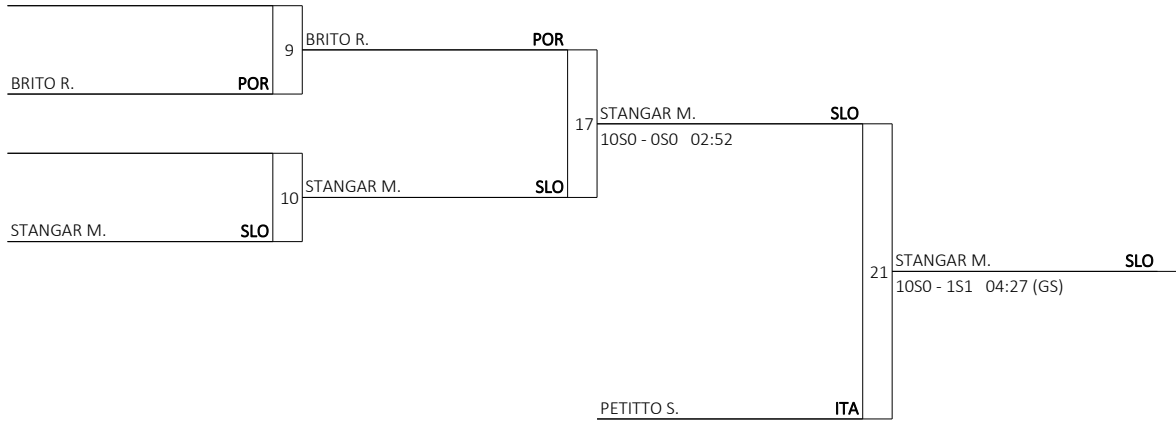 9
BRITO R. POR
BRITO R. POR
17
STANGAR M. SLO
10S0 - 0S0 02:52
10
STANGAR M. SLO
STANGAR M. SLO
21
STANGAR M. SLO
10S0 - 1S1 04:27 (GS)
PETITTO S. ITA